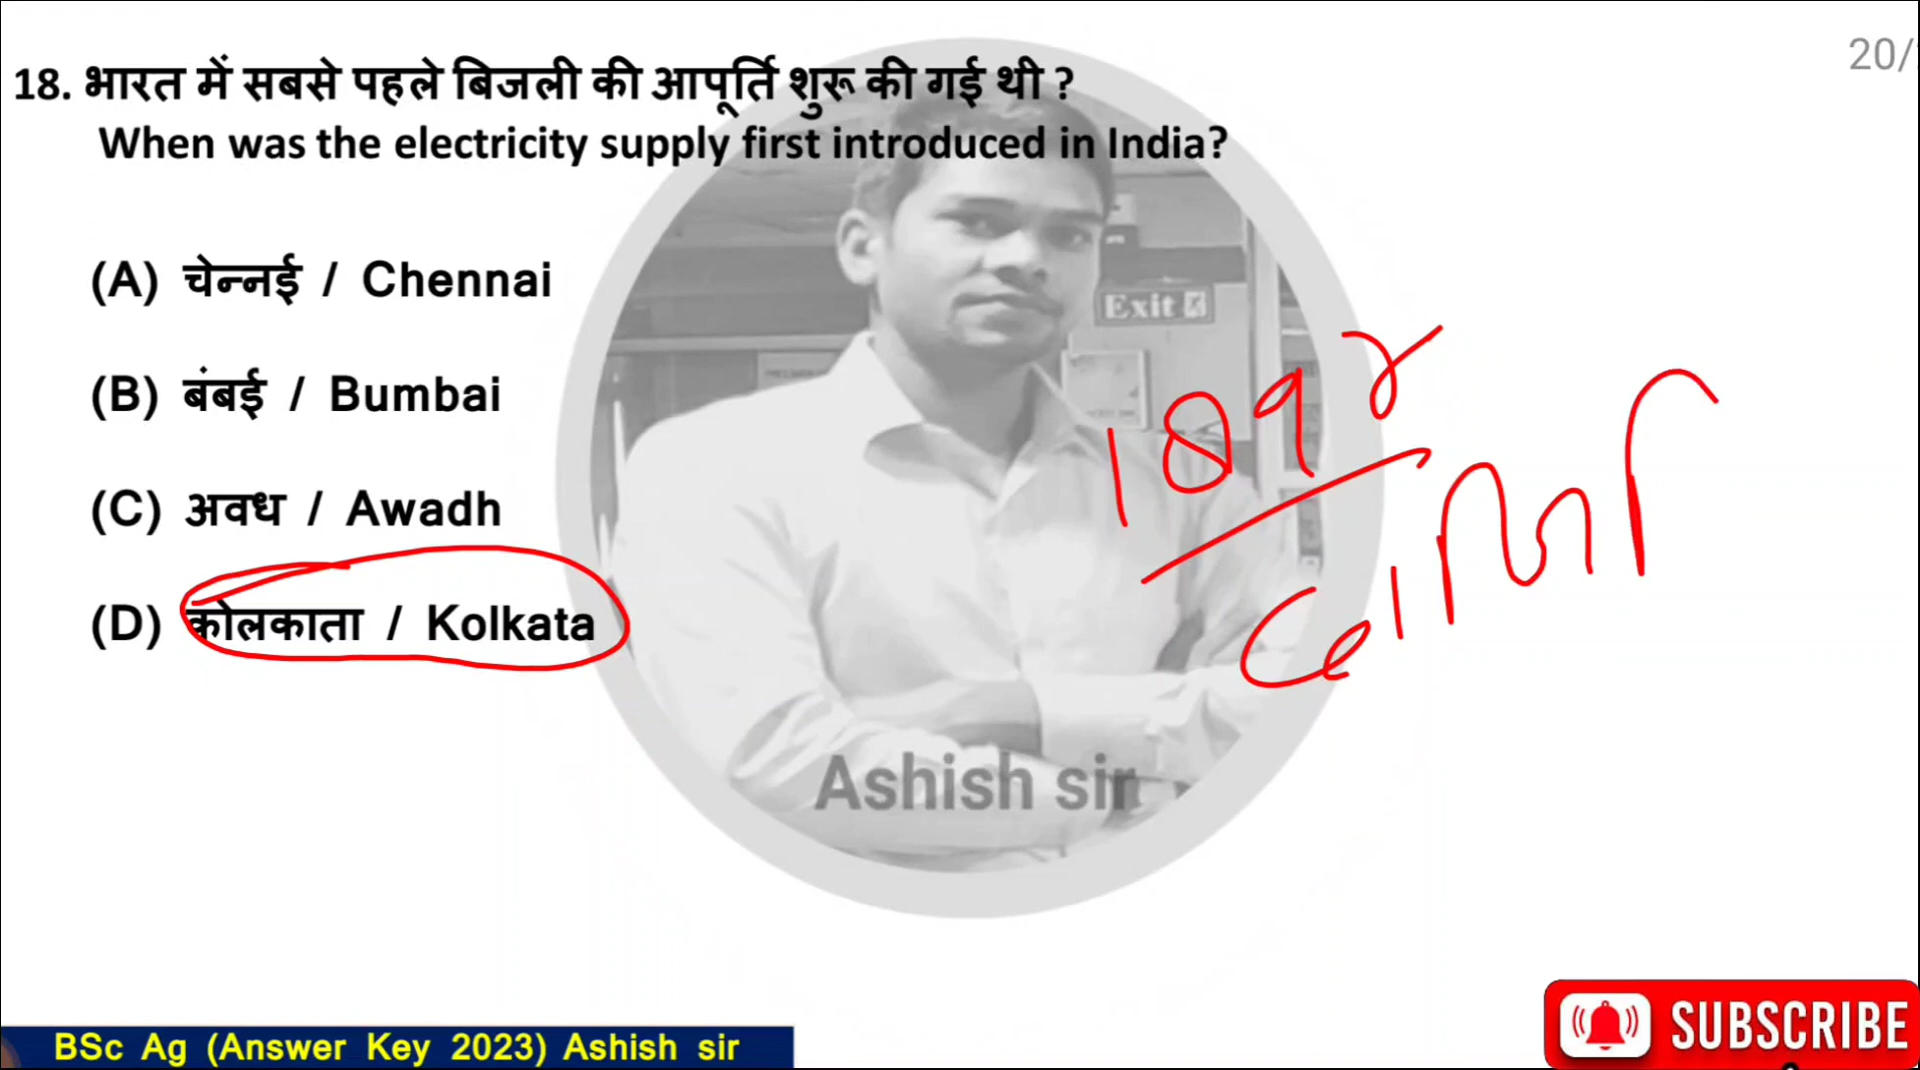 20/
18. भारत में सबसे पहले बिजली की आपूर्ति शुरू की गई थी ?
When was the electricity supply first introduced in India?
(A) चेन्नई / Chennai
Exit
(B) बंबई / Bumbai
(C) अवध / Awadh
(D) कोलकाता / Kolkata
Ashish sir
BSc Ag (Answer Key 2023) Ashish sir
SUBSCRIBE